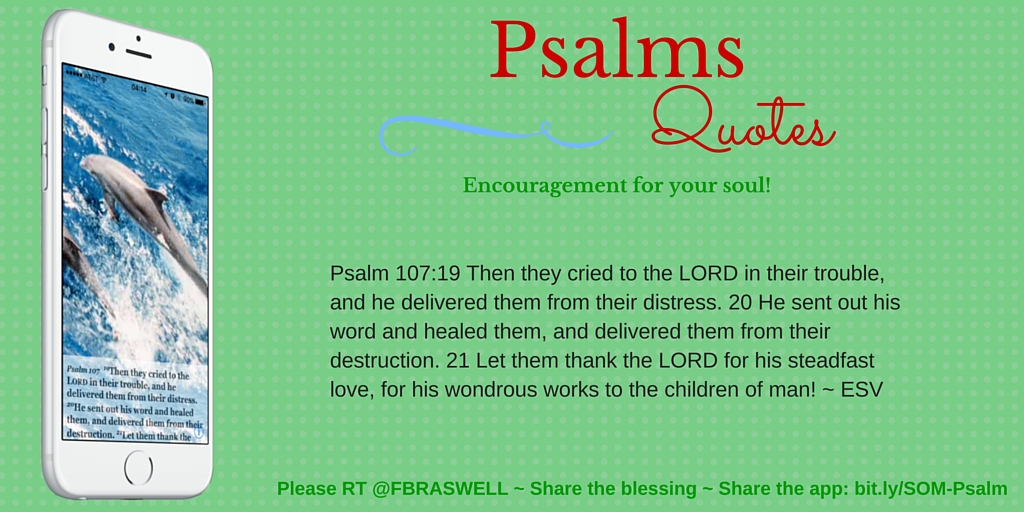 ●●●●● AT&T
04:14
Psalm 107 ¹⁹Then they cried to the
LORD in their trouble, and he
delivered them from their distress.
²⁰He sent out his word and healed
them, and delivered them from their
destruction. ²¹Let them thank the
Psalms
Quotes
Encouragement for your soul!
Psalm 107:19 Then they cried to the LORD in their trouble,
and he delivered them from their distress. 20 He sent out his
word and healed them, and delivered them from their
destruction. 21 Let them thank the LORD for his steadfast
love, for his wondrous works to the children of man! ~ ESV
Please RT @FBRASWELL ~ Share the blessing ~ Share the app: bit.ly/SOM-Psalm